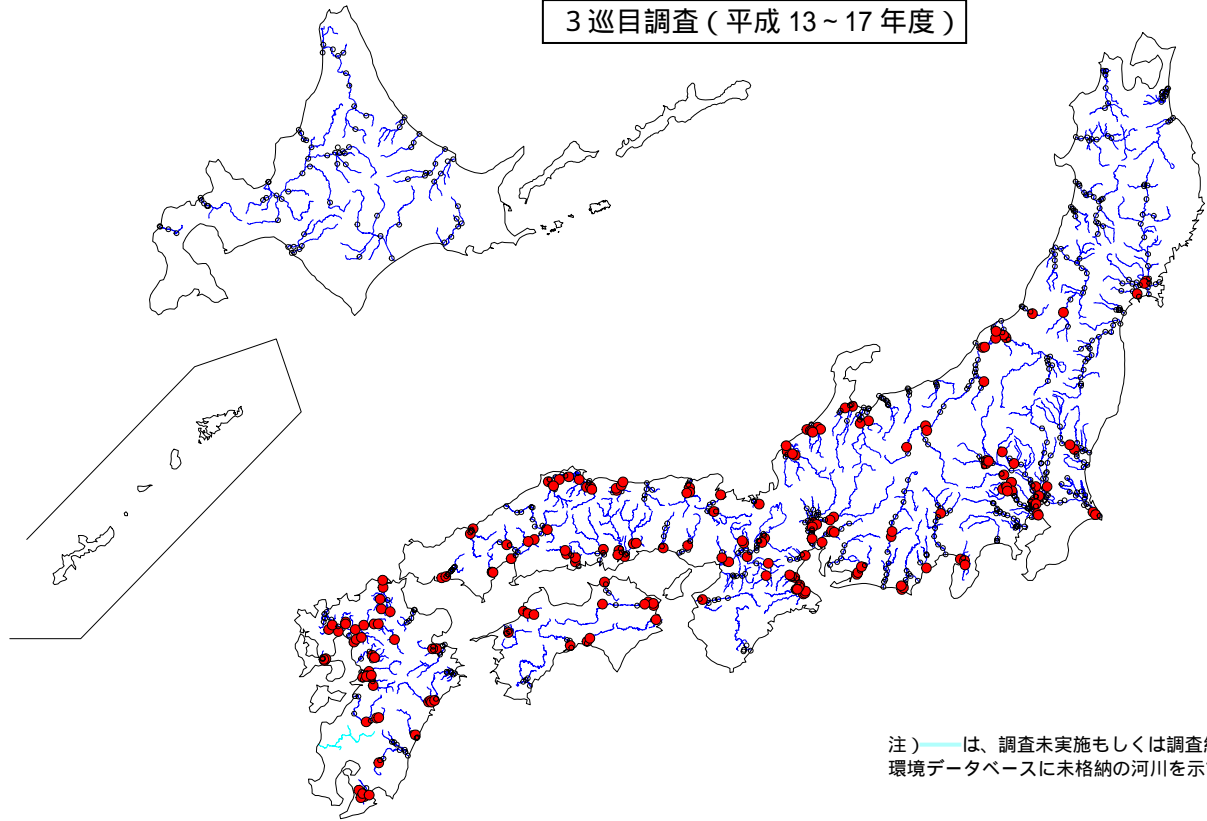 3巡目調査(平成 13~17 年度)
注) は、調査未実施もしくは調査
環境データベースに未格納の河川を示